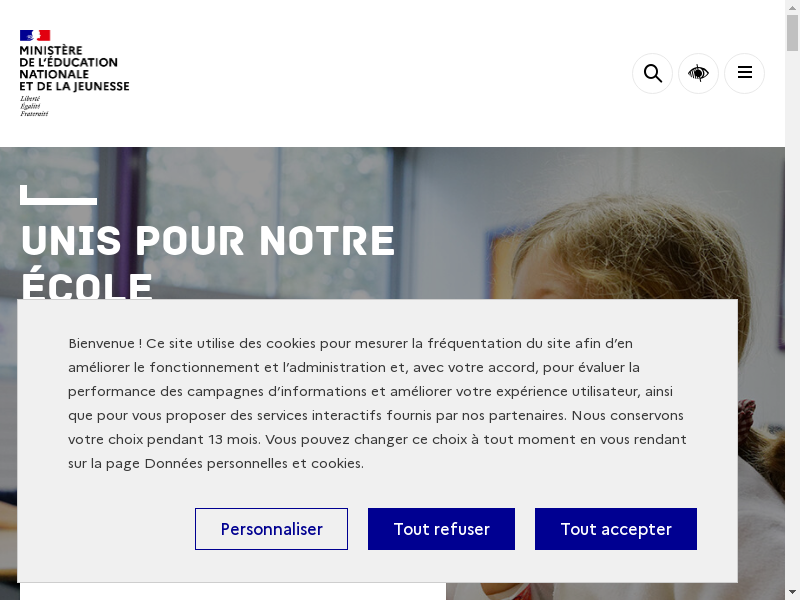 MINISTÈRE
DE L'ÉDUCATION
NATIONALE
ET DE LA JEUNESSE
Liberté
Égalité
Fraternité
UNIS POUR NOTRE
ÉCOLE
Bienvenue ! Ce site utilise des cookies pour mesurer la fréquentation du site afin d’en
améliorer le fonctionnement et l’administration et, avec votre accord, pour évaluer la
performance des campagnes d’informations et améliorer votre expérience utilisateur, ainsi
que pour vous proposer des services interactifs fournis par nos partenaires. Nous conservons
votre choix pendant 13 mois. Vous pouvez changer ce choix à tout moment en vous rendant
sur la page Données personnelles et cookies.
Personnaliser
Tout refuser
Tout accepter